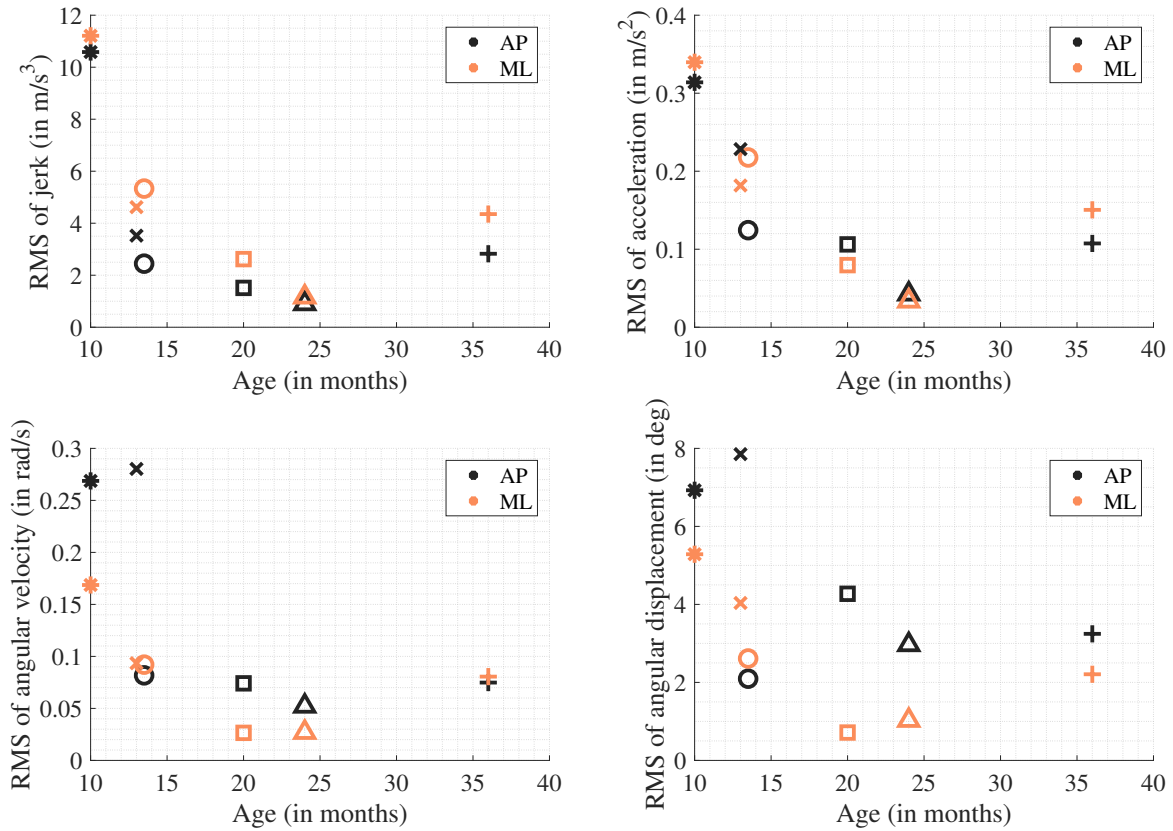 RMS of jerk (in m/s³)
12
10
8
6
4
2
0
10 15 20 25 30 35 40
Age (in months)
AP
ML
RMS of acceleration (in m/s²)
0.4
0.3
0.2
0.1
0
10 15 20 25 30 35 40
Age (in months)
AP
ML
RMS of angular velocity (in rad/s)
0.3
0.25
0.2
0.15
0.1
0.05
0
10 15 20 25 30 35 40
Age (in months)
AP
ML
RMS of angular displacement (in deg)
8
6
4
2
0
10 15 20 25 30 35 40
Age (in months)
AP
ML